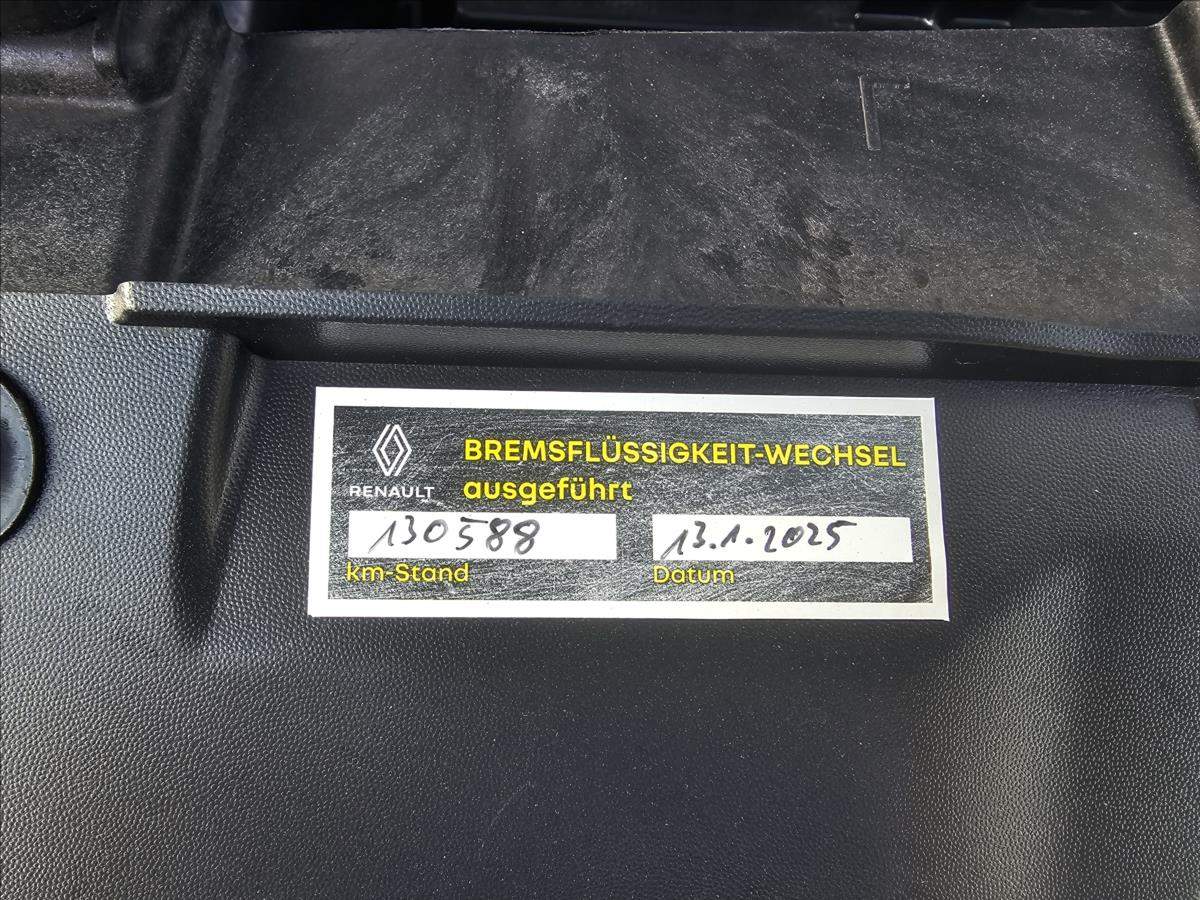 BREMSFLÜSSIGKEIT-WECHSEL
RENAULT ausgeführt
130588 13.1.2025
km-Stand Datum